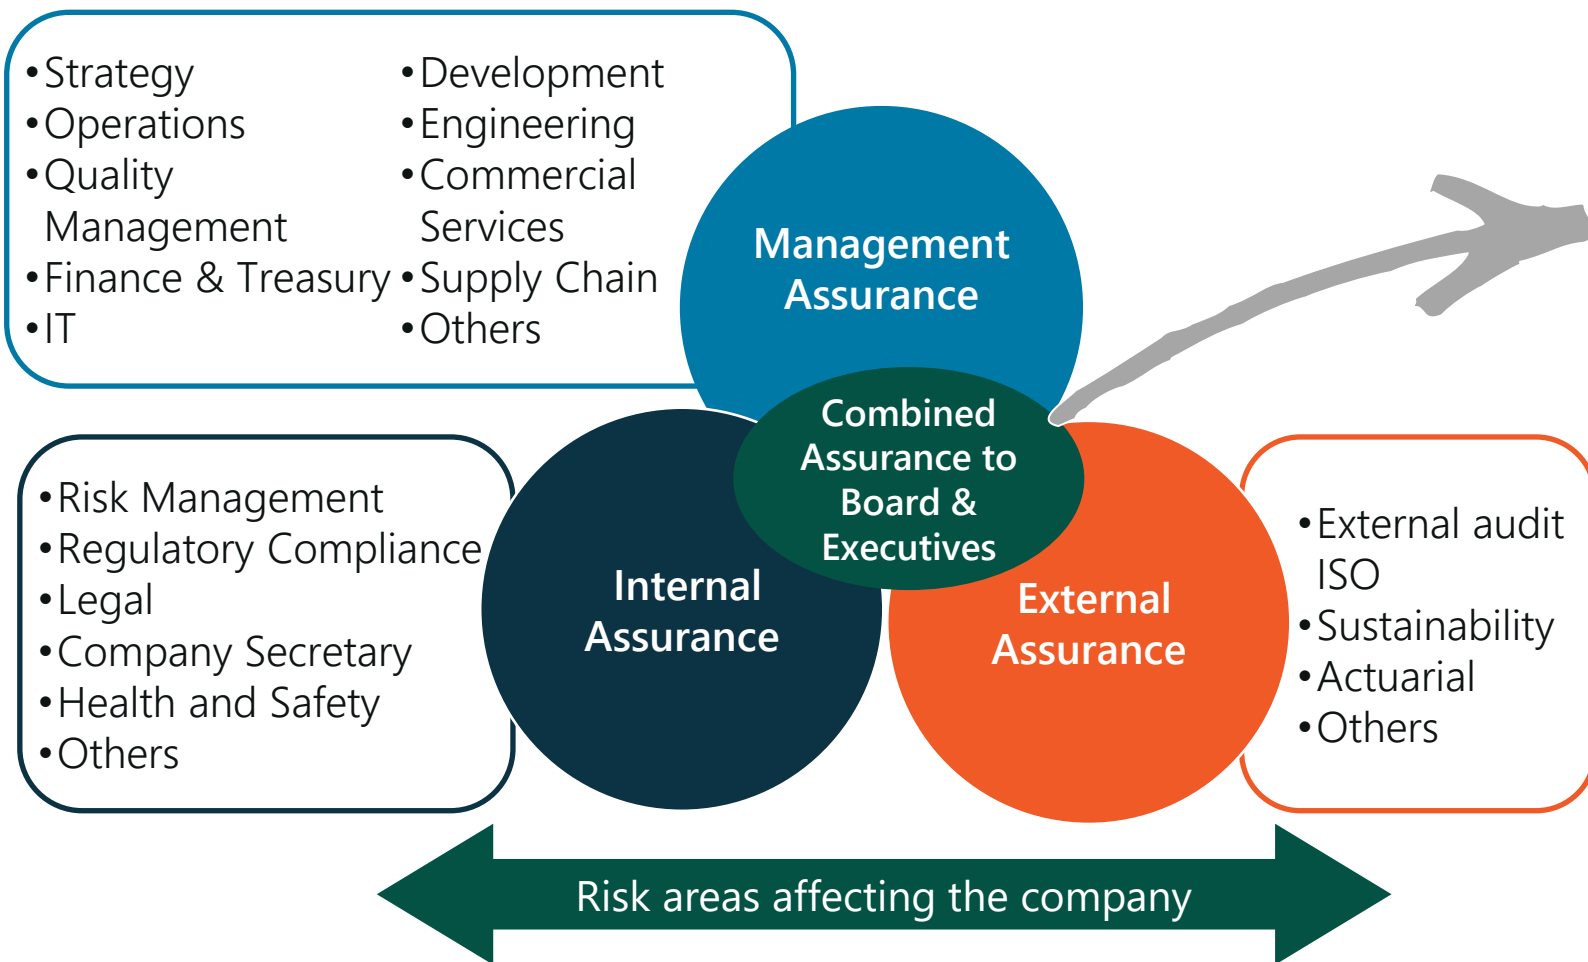 •Strategy
•Operations
•Quality
Management
•Finance & Treasury
•IT
•Development
•Engineering
•Commercial
Services
•Supply Chain
•Others
Management
Assurance
Combined
Assurance to
Board &
Executives
•Risk Management
•Regulatory Compliance
•Legal
•Company Secretary
•Health and Safety
•Others
Internal
Assurance
External
Assurance
•External audit
ISO
•Sustainability
•Actuarial
•Others
Risk areas affecting the company